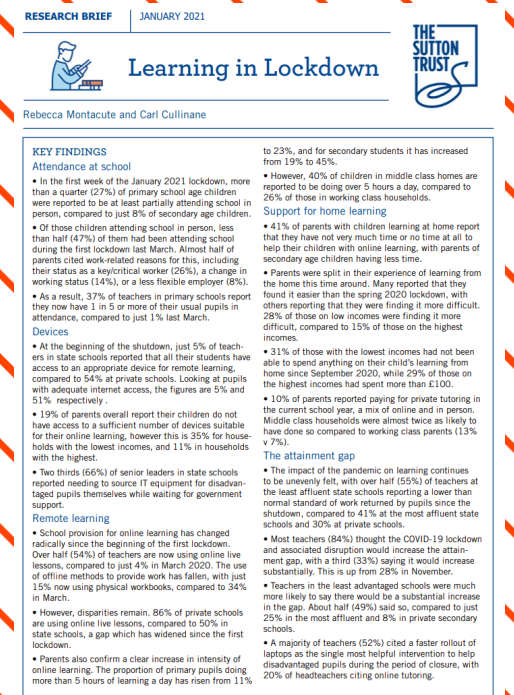 RESEARCH BRIEF
JANUARY 2021
THE
SUTTON
TRUST
Learning in Lockdown
Rebecca Montacute and Carl Cullinane
KEY FINDINGS
Attendance at school
• In the first week of the January 2021 lockdown, more
than a quarter (27%) of primary school age children
were reported to be at least partially attending school in
person, compared to just 8% of secondary age children.
• Of those children attending school in person, less
than half (47%) of them had been attending school
during the first lockdown last March. Almost half of
parents cited work-related reasons for this, including
their status as a key/critical worker (26%), a change in
working status (14%), or a less flexible employer (8%).
• As a result, 37% of teachers in primary schools report
they now have 1 in 5 or more of their usual pupils in
attendance, compared to just 1% last March.
Devices
• At the beginning of the shutdown, just 5% of teach-
ers in state schools reported that all their students have
access to an appropriate device for remote learning,
compared to 54% at private schools. Looking at pupils
with adequate internet access, the figures are 5% and
51% respectively .
• 19% of parents overall report their children do not
have access to a sufficient number of devices suitable
for their online learning, however this is 35% for house-
holds with the lowest incomes, and 11% in households
with the highest.
• Two thirds (66%) of senior leaders in state schools
reported needing to source IT equipment for disadvan-
taged pupils themselves while waiting for government
support.
Remote learning
• School provision for online learning has changed
radically since the beginning of the first lockdown.
Over half (54%) of teachers are now using online live
lessons, compared to just 4% in March 2020. The use
of offline methods to provide work has fallen, with just
15% now using physical workbooks, compared to 34%
in March.
• However, disparities remain. 86% of private schools
are using online live lessons, compared to 50% in
state schools, a gap which has widened since the first
lockdown.
• Parents also confirm a clear increase in intensity of
online learning. The proportion of primary pupils doing
more than 5 hours of learning a day has risen from 11%
to 23%, and for secondary students it has increased
from 19% to 45%.
• However, 40% of children in middle class homes are
reported to be doing over 5 hours a day, compared to
26% of those in working class households.
Support for home learning
• 41% of parents with children learning at home report
that they have not very much time or no time at all to
help their children with online learning, with parents of
secondary age children having less time.
• Parents were split in their experience of learning from
the home this time around. Many reported that they
found it easier than the spring 2020 lockdown, with
others reporting that they were finding it more difficult.
28% of those on low incomes were finding it more
difficult, compared to 15% of those on the highest
incomes.
• 31% of those with the lowest incomes had not been
able to spend anything on their child's learning from
home since September 2020, while 29% of those on
the highest incomes had spent more than £100.
• 10% of parents reported paying for private tutoring in
the current school year, a mix of online and in person.
Middle class households were almost twice as likely to
have done so compared to working class parents (13%
v 7%).
The attainment gap
• The impact of the pandemic on learning continues
to be unevenly felt, with over half (55%) of teachers at
the least affluent state schools reporting a lower than
normal standard of work returned by pupils since the
shutdown, compared to 41% at the most affluent state
schools and 30% at private schools.
• Most teachers (84%) thought the COVID-19 lockdown
and associated disruption would increase the attain-
ment gap, with a third (33%) saying it would increase
substantially. This is up from 28% in November.
• Teachers in the least advantaged schools were much
more likely to say there would be a substantial increase
in the gap. About half (49%) said so, compared to just
25% in the most affluent and 8% in private secondary
schools.
• A majority of teachers (52%) cited a faster rollout of
laptops as the single most helpful intervention to help
disadvantaged pupils during the period of closure, with
20% of headteachers citing online tutoring.